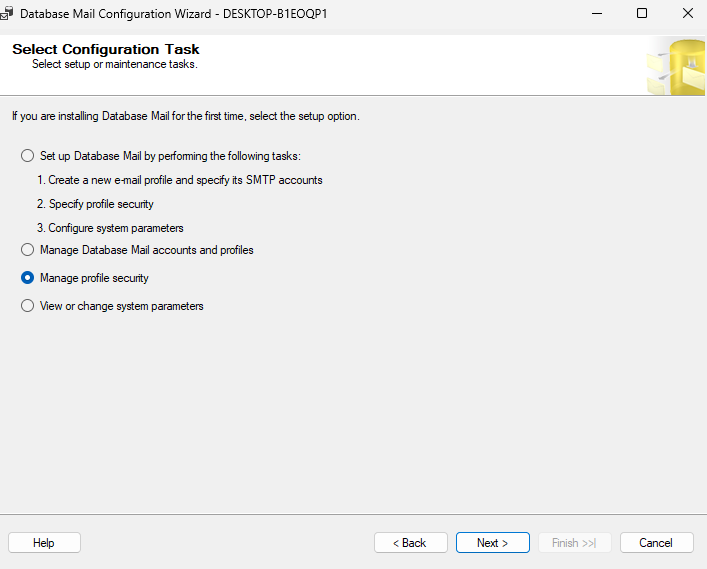 Database Mail Configuration Wizard - DESKTOP-B1EOQP1
Select Configuration Task
Select setup or maintenance tasks.
If you are installing Database Mail for the first time, select the setup option.
Set up Database Mail by performing the following tasks:
1. Create a new e-mail profile and specify its SMTP accounts
2. Specify profile security
3. Configure system parameters
Manage Database Mail accounts and profiles
Manage profile security
View or change system parameters
Help
< Back
Next >
Finish >>|
Cancel